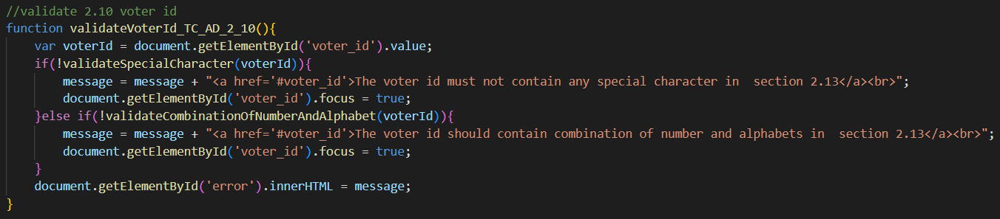 //validate 2.10 voter id
function validateVoterId_TC_AD_2_10(){
    var voterId = document.getElementById('voter_id').value;
    if(!validateSpecialCharacter(voterId)){
        message = message + "<a href='#voter_id'>The voter id must not contain any special character in  section 2.13</a><br>";
        document.getElementById('voter_id').focus = true;
    }else if(!validateCombinationOfNumberAndAlphabet(voterId)){
        message = message + "<a href='#voter_id'>The voter id should contain combination of number and alphabets in  section 2.13</a><br>";
        document.getElementById('voter_id').focus = true;
    }
    document.getElementById('error').innerHTML = message;
}